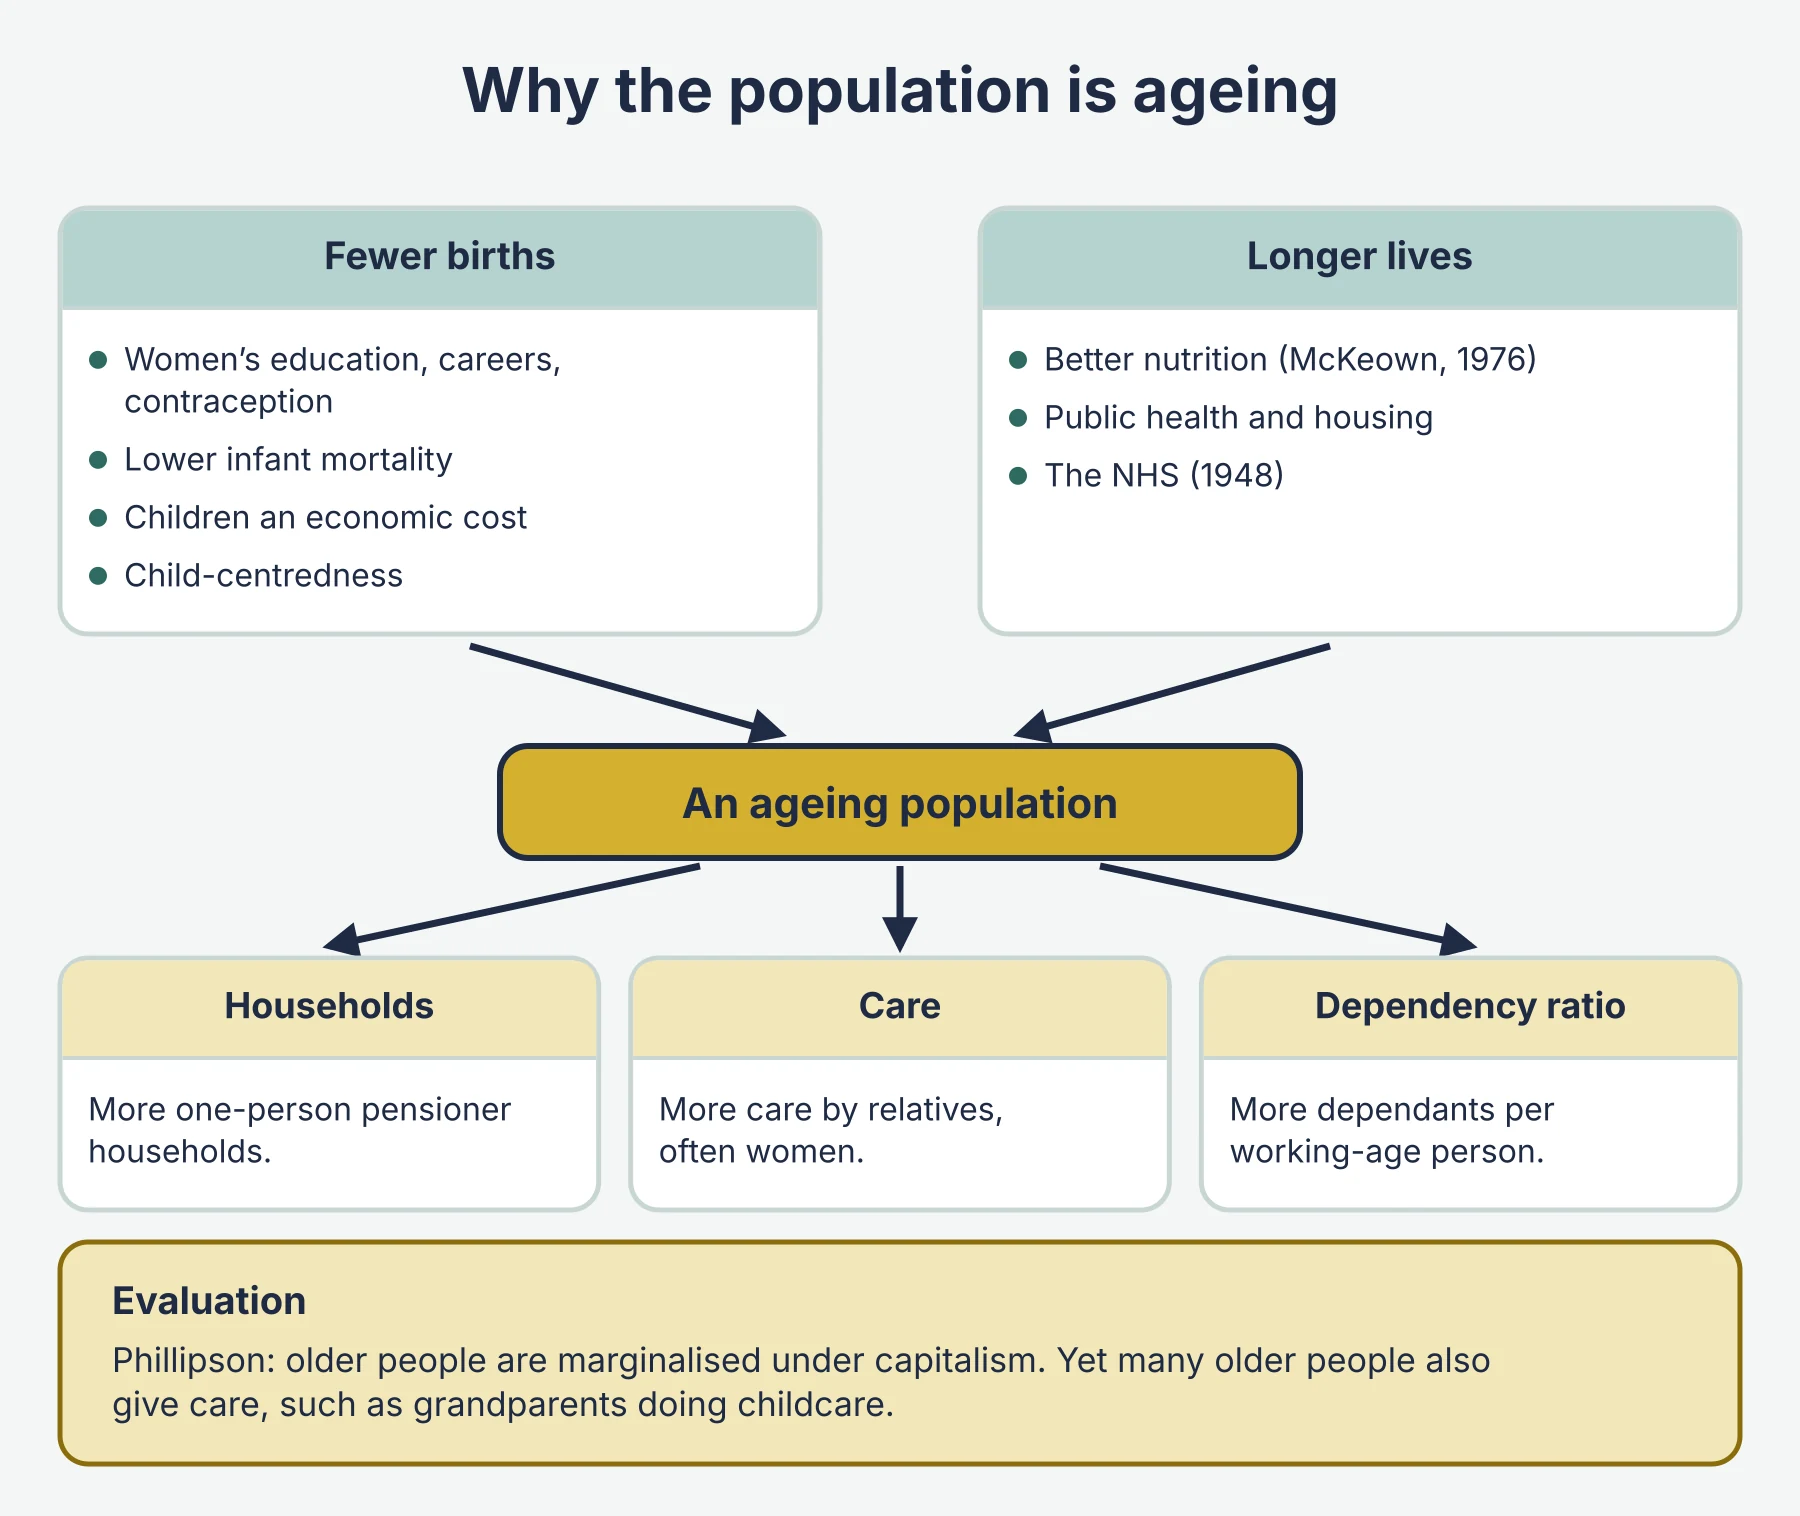 Why the population is ageing
Fewer births
Women’s education, careers,
contraception
Lower infant mortality
Children an economic cost
Child-centredness
Longer lives
Better nutrition (McKeown, 1976)
Public health and housing
The NHS (1948)
An ageing population
Households
More one-person pensioner
households.
Care
More care by relatives,
often women.
Dependency ratio
More dependants per
working-age person.
Evaluation
Phillipson: older people are marginalised under capitalism. Yet many older people also
give care, such as grandparents doing childcare.